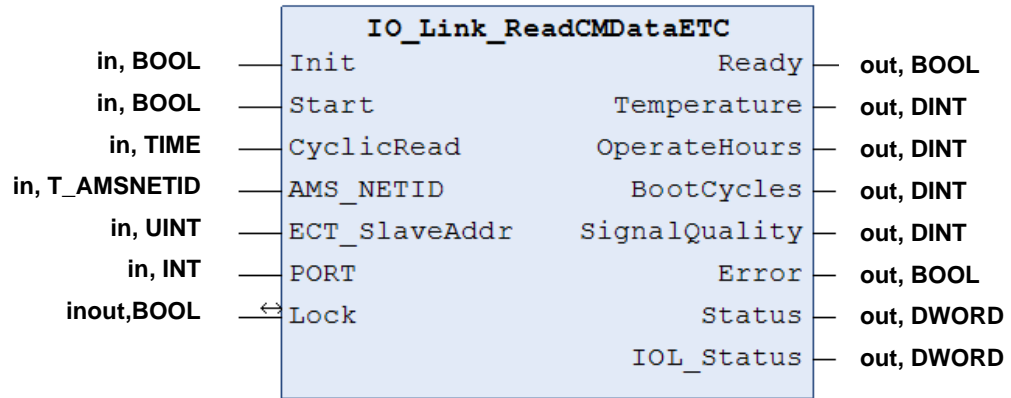 IO_Link_ReadCMDataETC
in, BOOL Init Ready out, BOOL
in, BOOL Start Temperature out, DINT
in, TIME CyclicRead OperateHours out, DINT
in, T_AMSNETID AMS_NETID BootCycles out, DINT
in, UINT ECT_SlaveAddr SignalQuality out, DINT
in, INT PORT Error out, BOOL
inout,BOOL ↔ Lock Status out, DWORD
IOL_Status out, DWORD